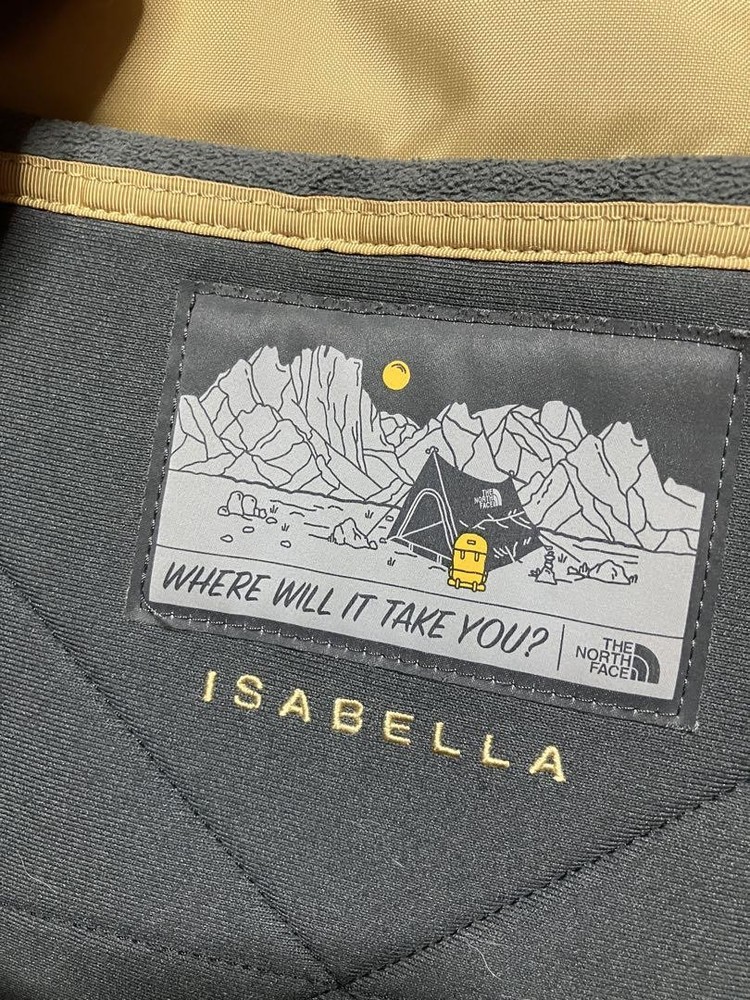 THE
NORTH
FACE
WHERE WILL IT TAKE YOU?
THE
NORTH
FACE
ISABELLA